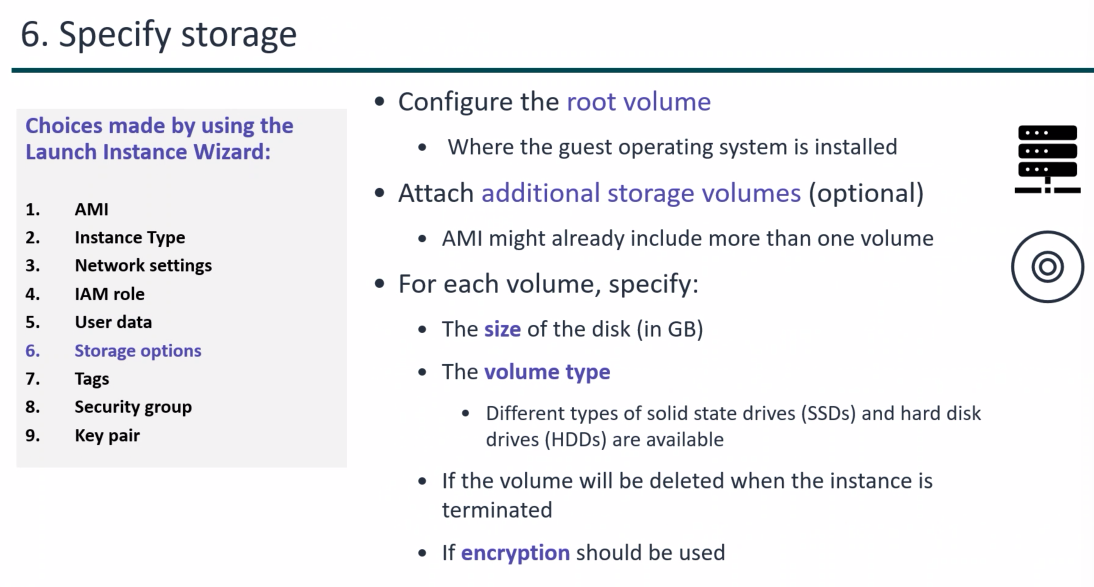 6. Specify storage
Choices made by using the
Launch Instance Wizard:
1. AMI
2. Instance Type
3. Network settings
4. IAM role
5. User data
6. Storage options
7. Tags
8. Security group
9. Key pair
• Configure the root volume
• Where the guest operating system is installed
• Attach additional storage volumes (optional)
• AMI might already include more than one volume
• For each volume, specify:
• The size of the disk (in GB)
• The volume type
• Different types of solid state drives (SSDs) and hard disk
drives (HDDs) are available
• If the volume will be deleted when the instance is
terminated
• If encryption should be used